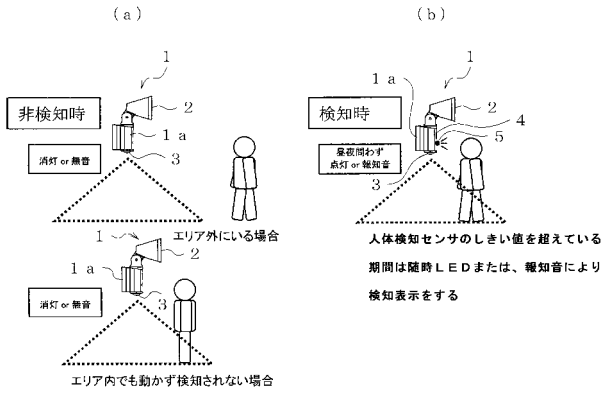 (a)
1
非検知時
2
1a
消灯 or 無音
3
エリア外にいる場合
1
2
1a
消灯 or 無音
3
エリア内でも動かず検知されない場合
(b)
1
1a
検知時
2
4
5
昼夜問わず
点灯 or 報知音
3
人体検知センサのしきい値を超えている
期間は随時LEDまたは、報知音により
検知表示をする